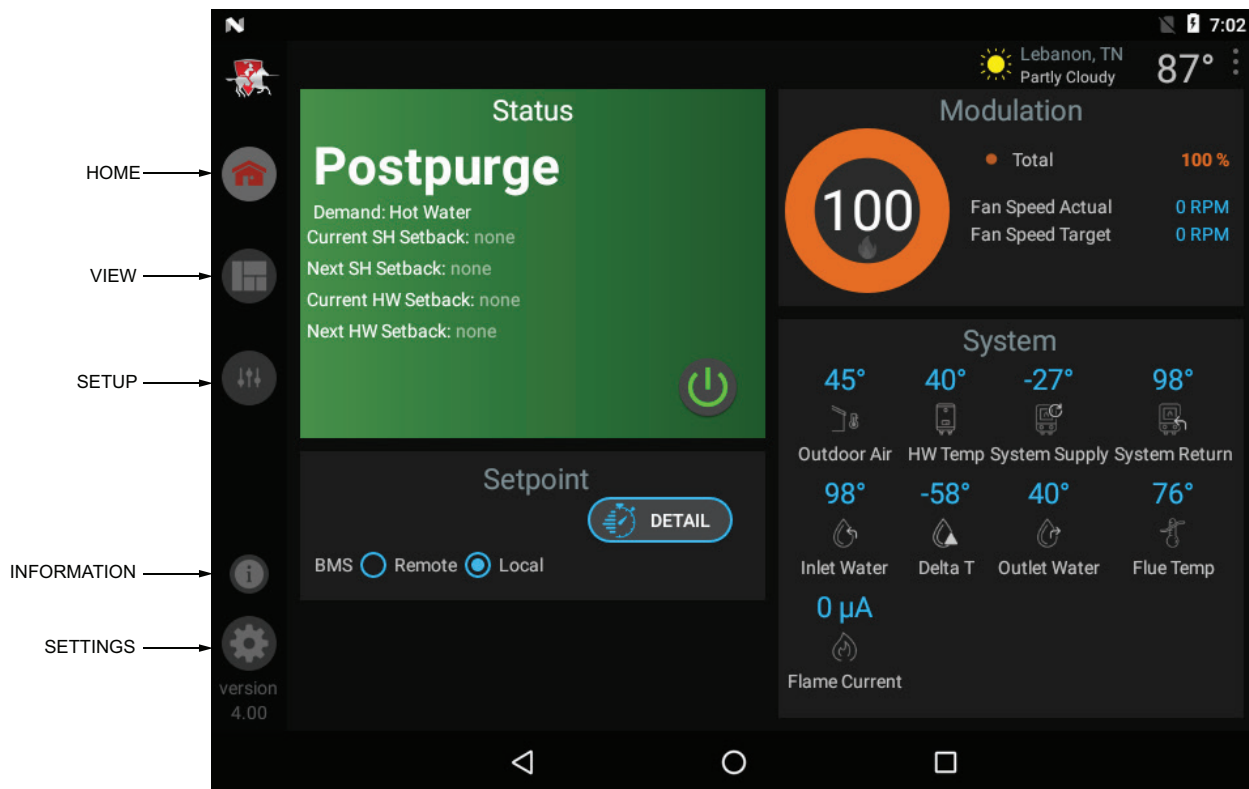 7:02
Lebanon, TN
Partly Cloudy
87°
HOME
VIEW
SETUP
INFORMATION
SETTINGS
version
4.00
Status
Postpurge
Demand: Hot Water
Current SH Setback: none
Next SH Setback: none
Current HW Setback: none
Next HW Setback: none
Setpoint
DETAIL
BMS Remote Local
Modulation
100
Total 100 %
Fan Speed Actual 0 RPM
Fan Speed Target 0 RPM
System
45° 40° -27° 98°
Outdoor Air HW Temp System Supply System Return
98° -58° 40° 76°
Inlet Water Delta T Outlet Water Flue Temp
0 µA
Flame Current